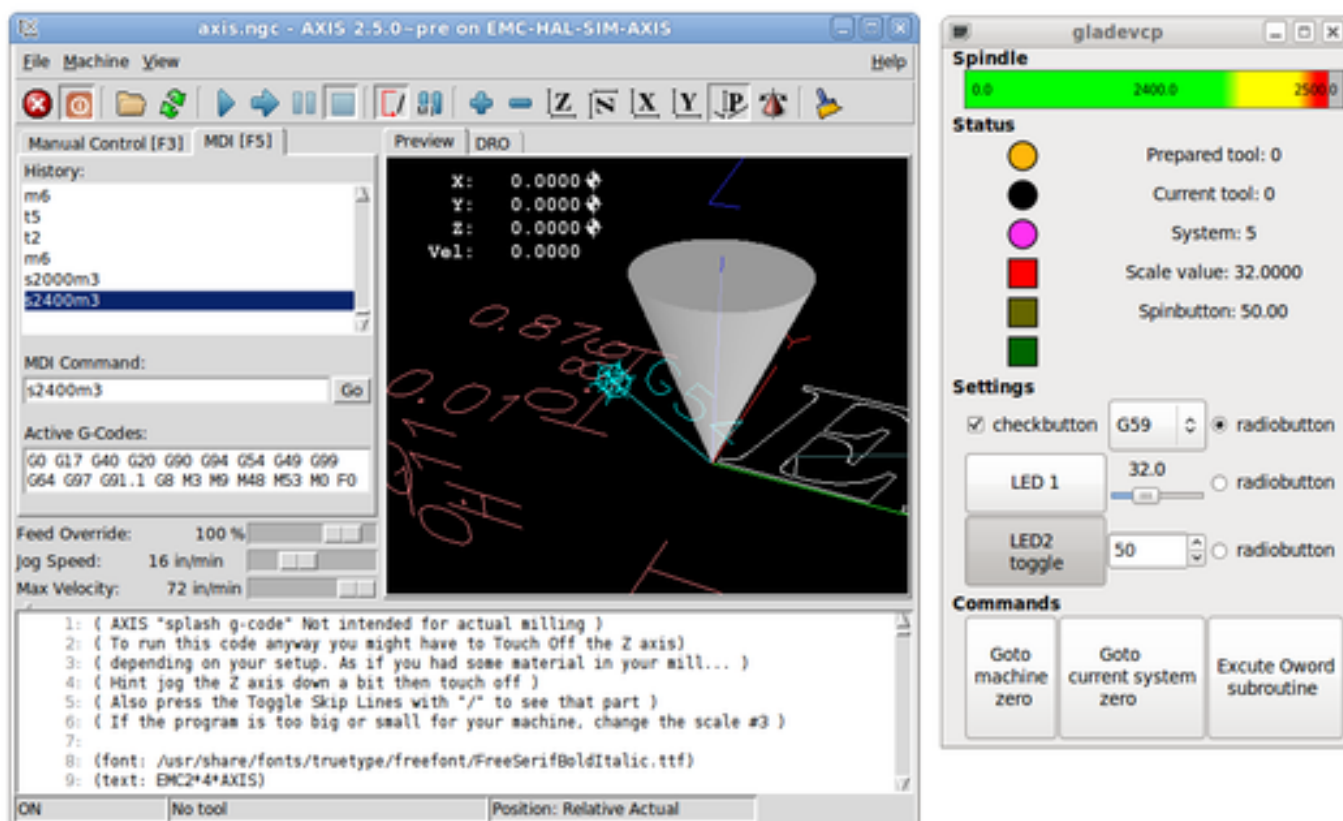 axis.ngc - AXIS 2.5.0~pre on EMC-HAL-SIM-AXIS
File Machine View Help
Z N X Y P
Manual Control [F3] MDI [F5]
History:
m6
t5
t2
m6
s2000m3
s2400m3
MDI Command:
s2400m3 Go
Active G-Codes:
G0 G17 G40 G20 G90 G94 G54 G49 G99
G64 G97 G91.1 G8 M3 M9 M48 M53 M0 F0
Feed Override: 100 %
Jog Speed: 16 in/min
Max Velocity: 72 in/min
Preview DRO
X: 0.0000
Y: 0.0000
Z: 0.0000
Vel: 0.0000
1: ( AXIS "splash g-code" Not intended for actual milling )
2: ( To run this code anyway you might have to Touch Off the Z axis)
3: ( depending on your setup. As if you had some material in your mill... )
4: ( Hint jog the Z axis down a bit then touch off )
5: ( Also press the Toggle Skip Lines with "/" to see that part )
6: ( If the program is too big or small for your machine, change the scale #3 )
7:
8: (font: /usr/share/fonts/truetype/freefont/FreeSerifBoldItalic.ttf)
9: (text: EMC2*4*AXIS)
ON No tool Position: Relative Actual
gladevcp
Spindle
0.0 2400.0 2500.0
Status
Prepared tool: 0
Current tool: 0
System: 5
Scale value: 32.0000
Spinbutton: 50.00
Settings
checkbutton G59 radiobutton
LED 1 32.0 radiobutton
LED2
toggle 50 radiobutton
Commands
Goto
machine
zero
Goto
current system
zero
Excute Oword
subroutine